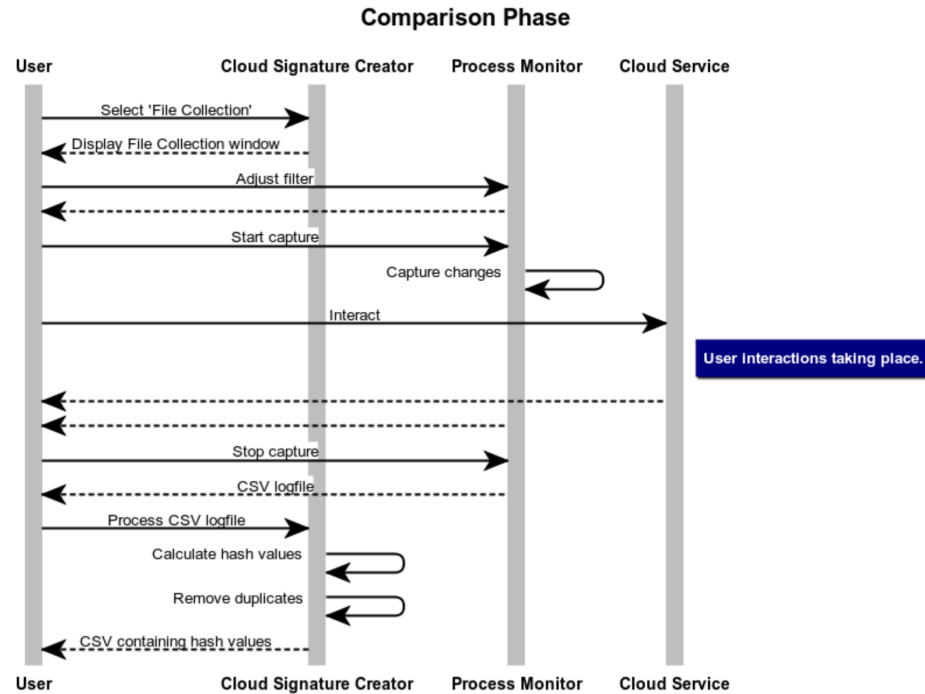 Comparison Phase
User Cloud Signature Creator Process Monitor Cloud Service
Select 'File Collection'
Display File Collection window
Adjust filter
Start capture
Capture changes
Interact
User interactions taking place.
Stop capture
CSV logfile
Process CSV logfile
Calculate hash values
Remove duplicates
CSV containing hash values
User Cloud Signature Creator Process Monitor Cloud Service